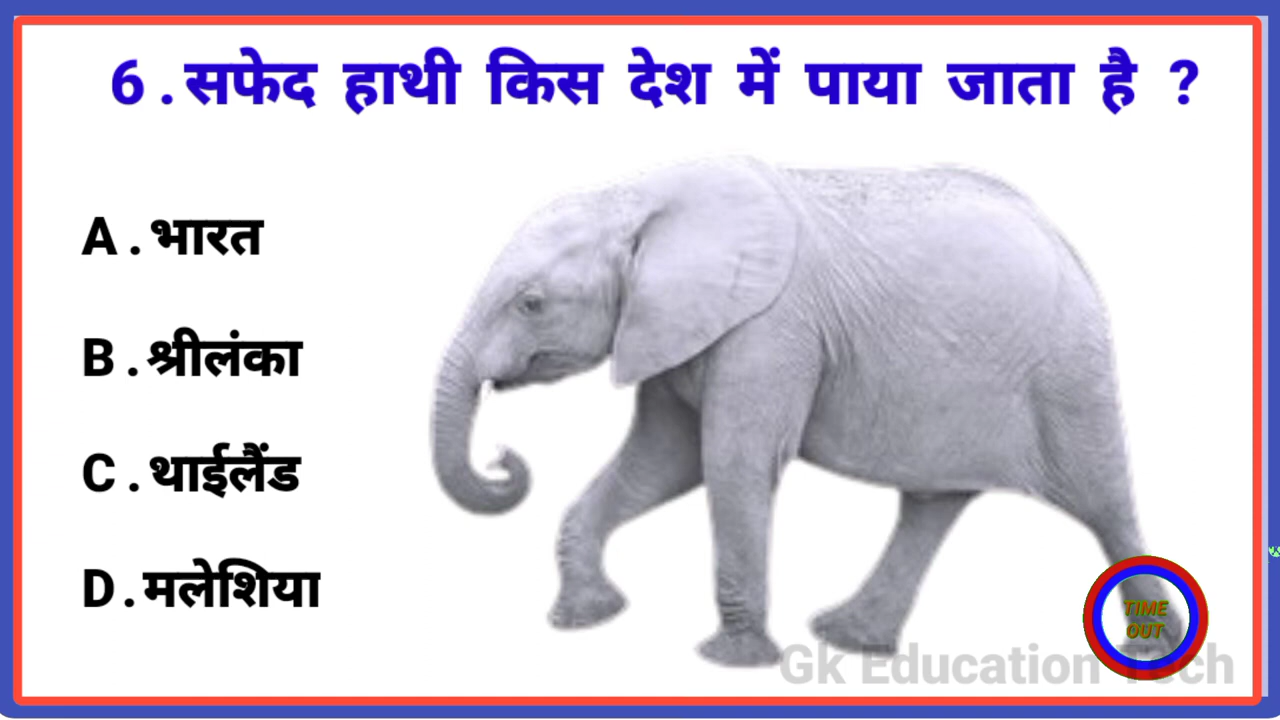 6.सफेद हाथी किस देश में पाया जाता है ?
A.भारत
B.श्रीलंका
C.थाईलैंड
D.मलेशिया
TIME
OUT
Gk Education Tech